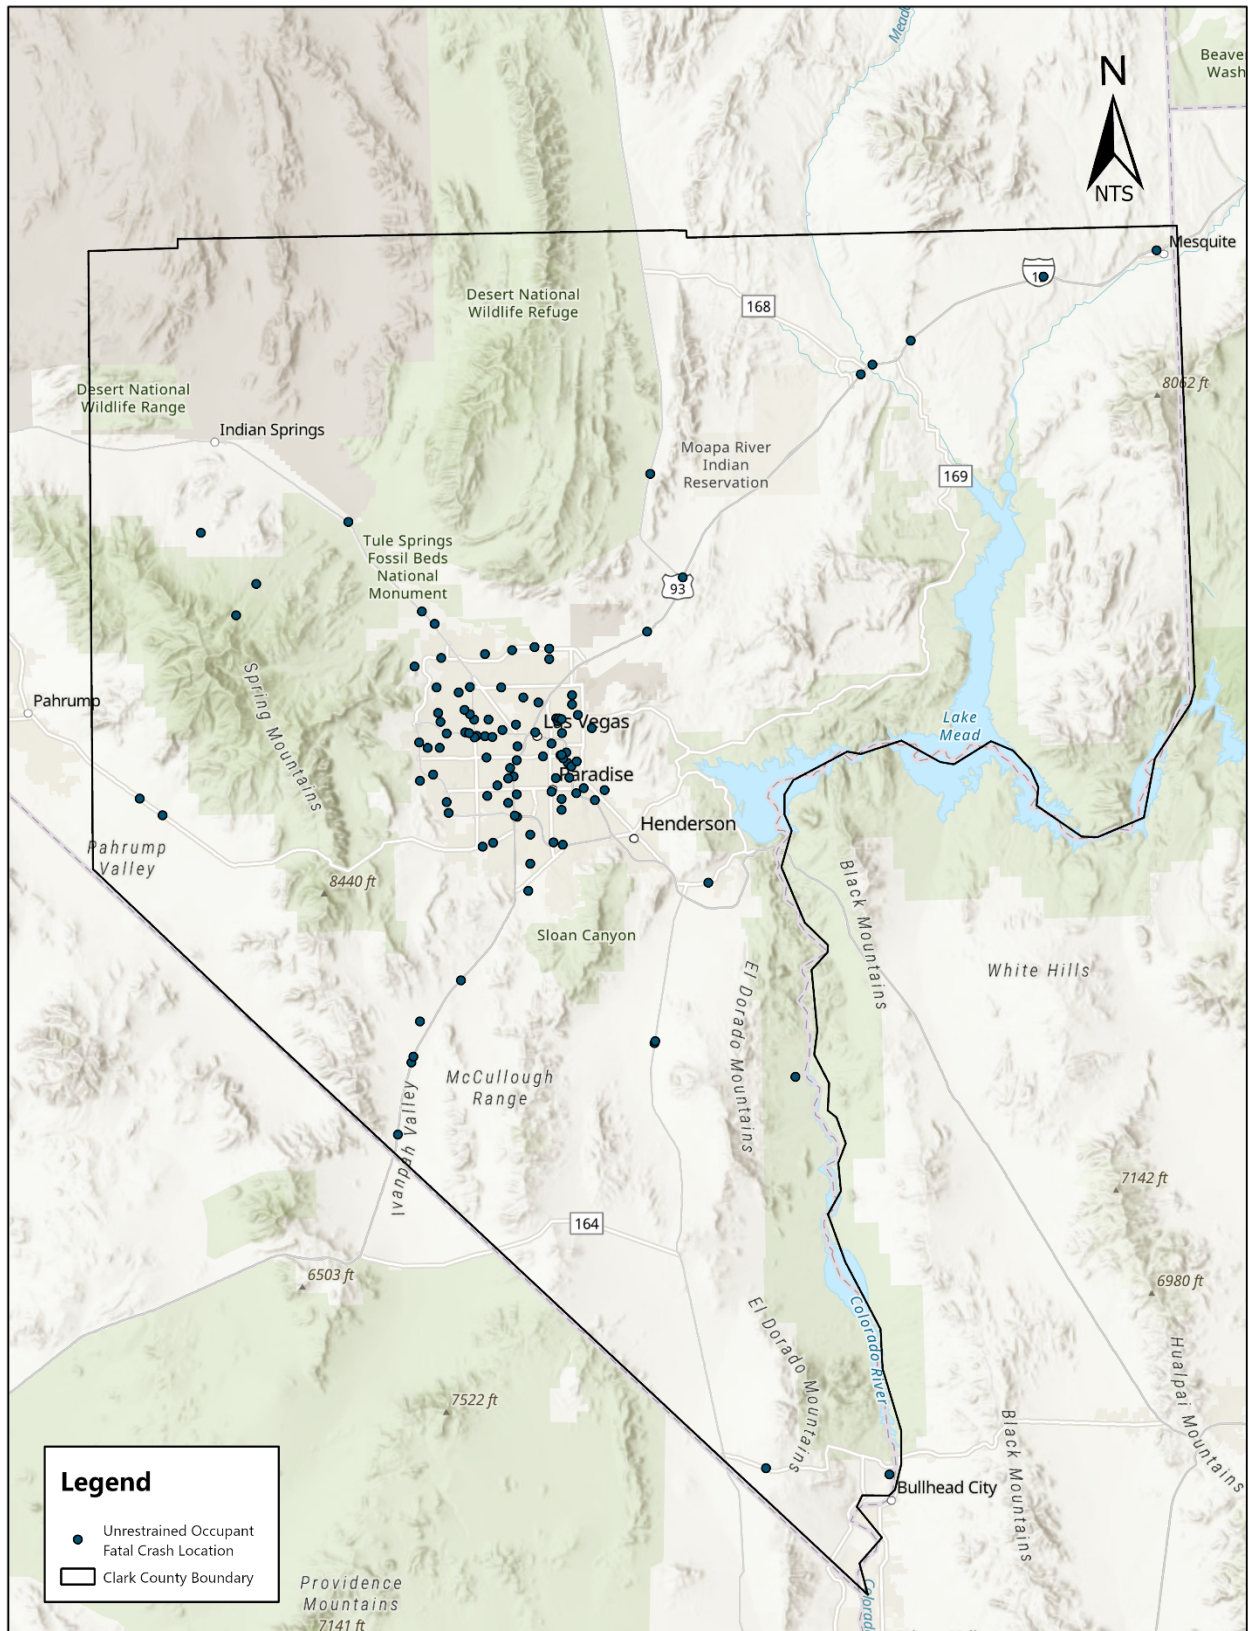 Meado
Beave
Wash
N
NTS
Mesquite
15
Desert National
Wildlife Refuge
168
8062 ft
Desert National
Wildlife Range
Indian Springs
Moapa River
Indian
Reservation
169
Tule Springs
Fossil Beds
National
Monument
93
Spring Mountains
Pahrump
Las Vegas
Lake
Mead
Paradise
Henderson
Pahrump
Valley
8440 ft
Black Mountains
Sloan Canyon
El Dorado Mountains
White Hills
McCullough
Range
Ivanpah Valley
7142 ft
164
6503 ft
6980 ft
El Dorado Mountains
Colorado River
Hualpai Mountains
7522 ft
Black Mountains
Bullhead City
Legend
Unrestrained Occupant
Fatal Crash Location
Clark County Boundary
Providence
Mountains
7141 ft
Colorad